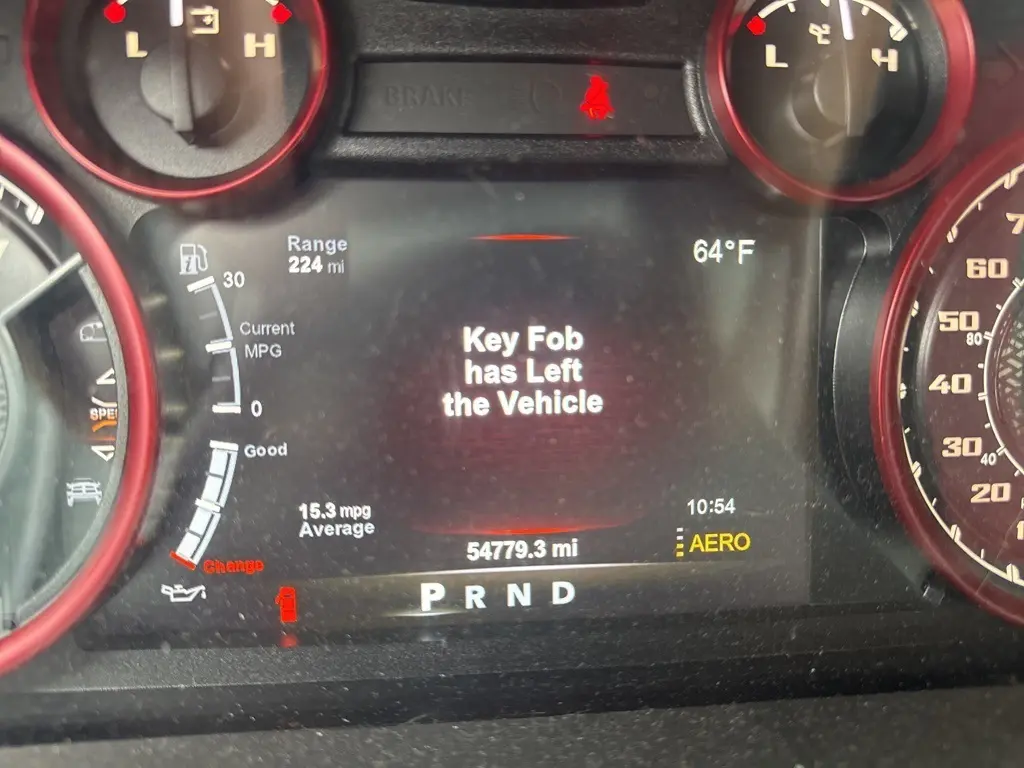 L H
BRAKE
L H
Range
224 mi
64°F
30
Current
MPG
0
Key Fob
has Left
the Vehicle
Good
15.3 mpg
Average
Change
54779.3 mi
10:54
AERO
P R N D
60
50
80
40
30
40
20